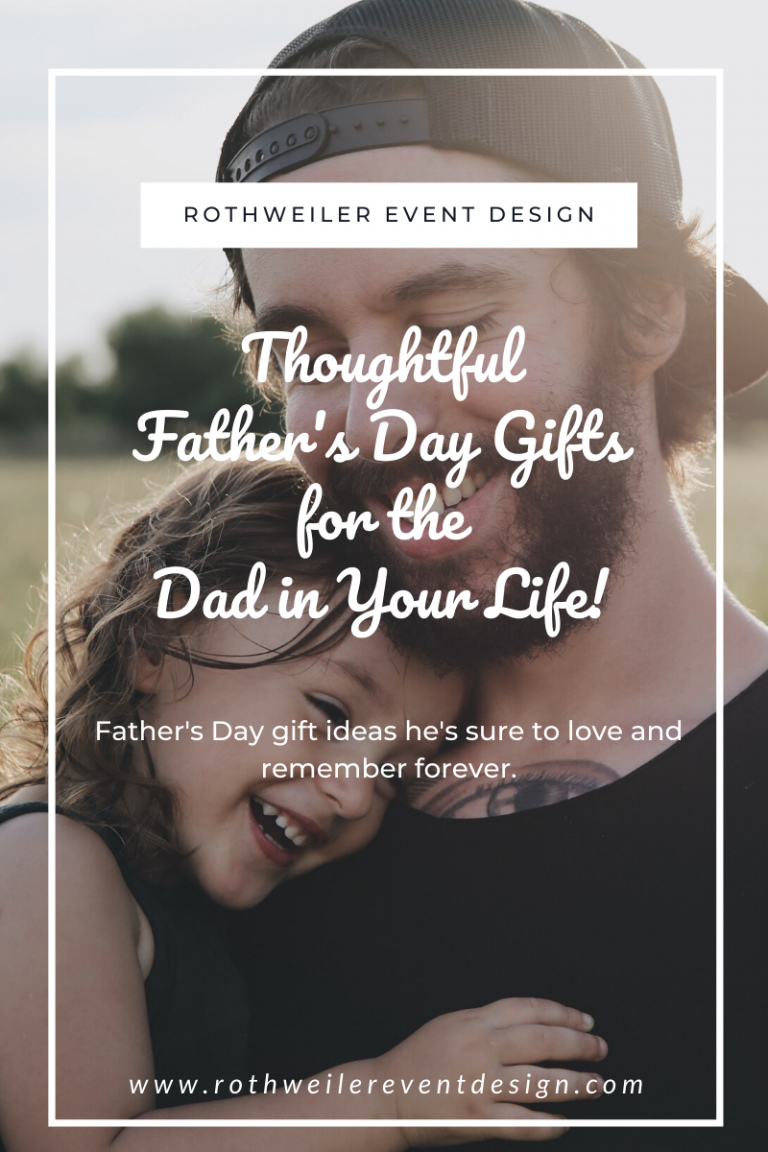 ROTHWEILER EVENT DESIGN
Thoughtful
Father's Day Gifts
for the
Dad in Your Life!
Father's Day gift ideas he's sure to love and
remember forever.
www.rothweilereventdesign.com